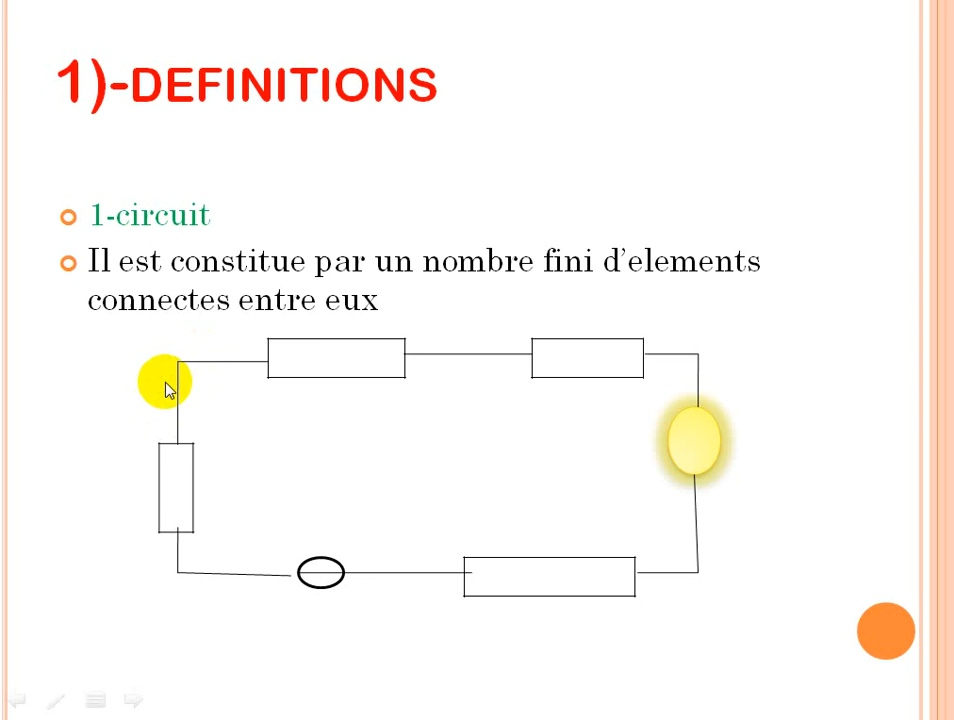 1)-DEFINITIONS
1-circuit
Il est constitue par un nombre fini d'elements
connectes entre eux